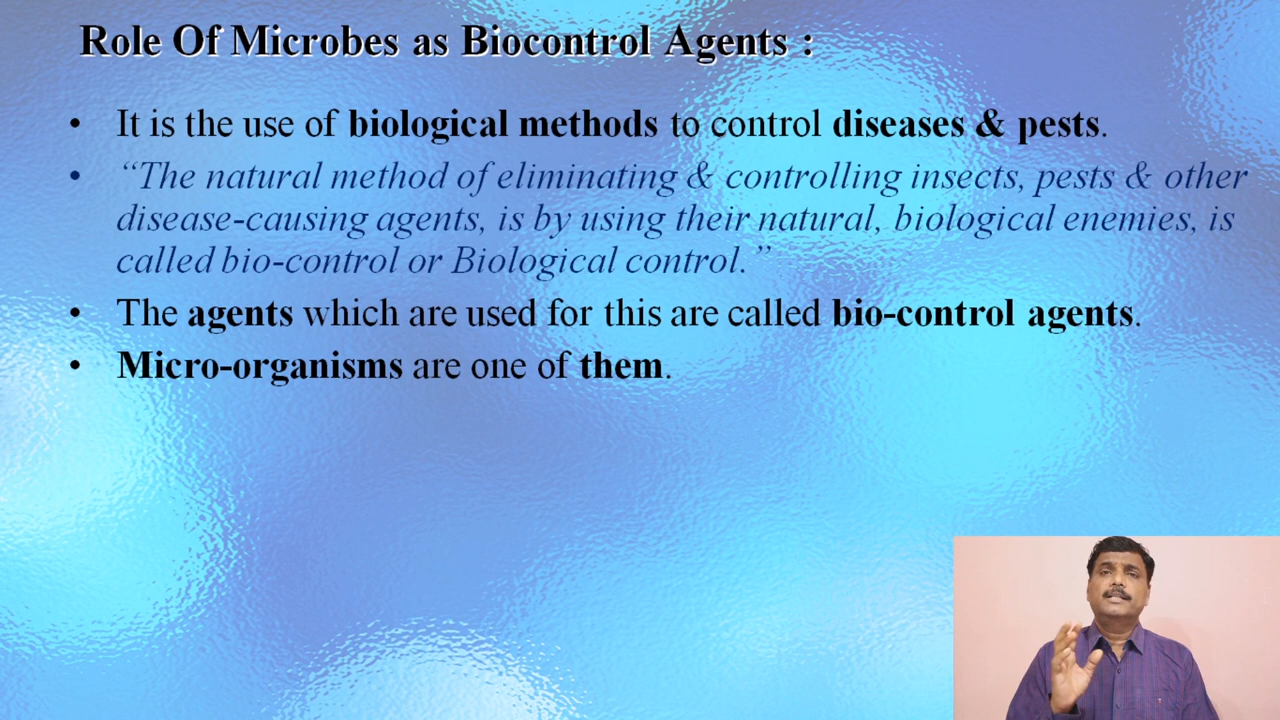 Role Of Microbes as Biocontrol Agents :
• It is the use of biological methods to control diseases & pests.
• “The natural method of eliminating & controlling insects, pests & other
disease-causing agents, is by using their natural, biological enemies, is
called bio-control or Biological control.”
• The agents which are used for this are called bio-control agents.
• Micro-organisms are one of them.